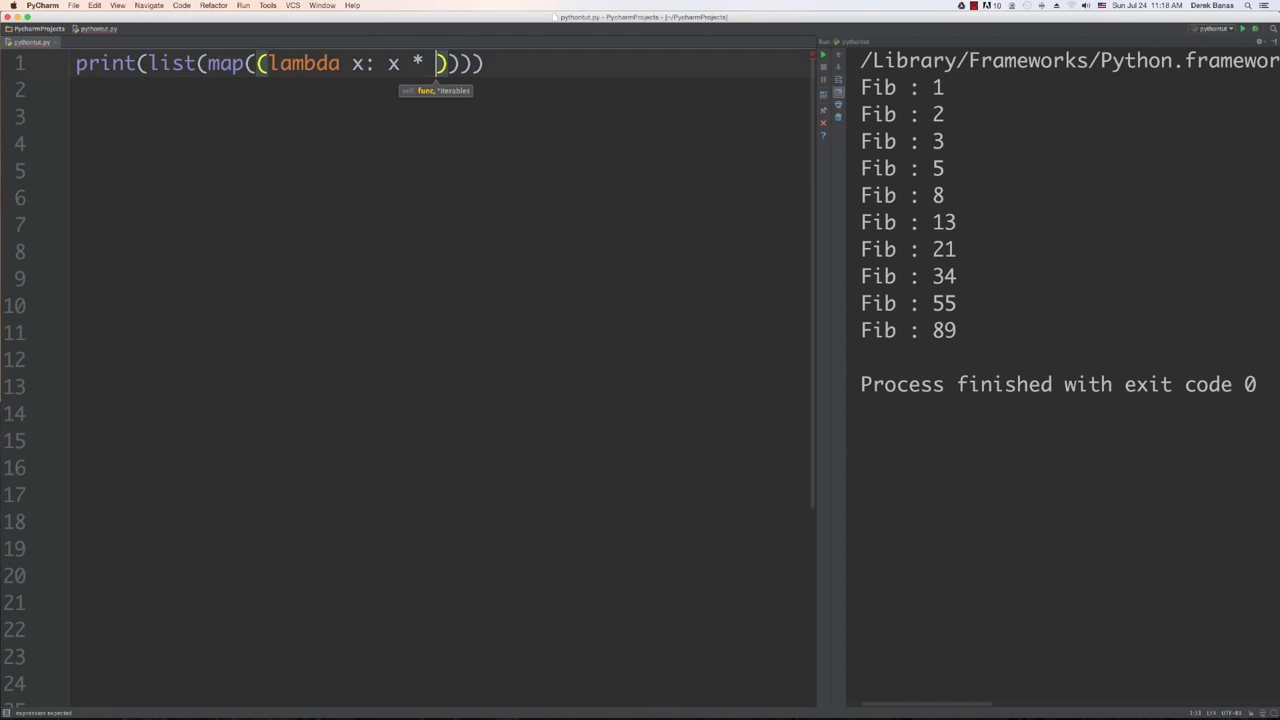 PyCharm File Edit View Navigate Code Refactor Run Tools VCS Window Help
10 Sun Jul 24 11:18 AM Derek Banas
pythontut.py - PycharmProjects - [~/PycharmProjects]
PycharmProjects pythontut.py pythontut
pythontut.py Run: pythontut
1 print(list(map((lambda x: x * ))))
self, func, *iterables
2
3
4
5
6
7
8
9
10
11
12
13
14
15
16
17
18
19
20
21
22
23
24
25
/Library/Frameworks/Python.framewor
Fib : 1
Fib : 2
Fib : 3
Fib : 5
Fib : 8
Fib : 13
Fib : 21
Fib : 34
Fib : 55
Fib : 89
Process finished with exit code 0
expression expected 1:31 LF÷ UTF-8÷